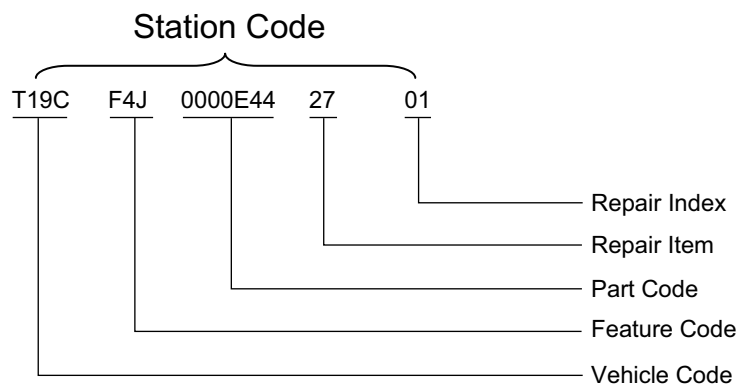 Station Code
T19C F4J 0000E44 27 01
Repair Index
Repair Item
Part Code
Feature Code
Vehicle Code